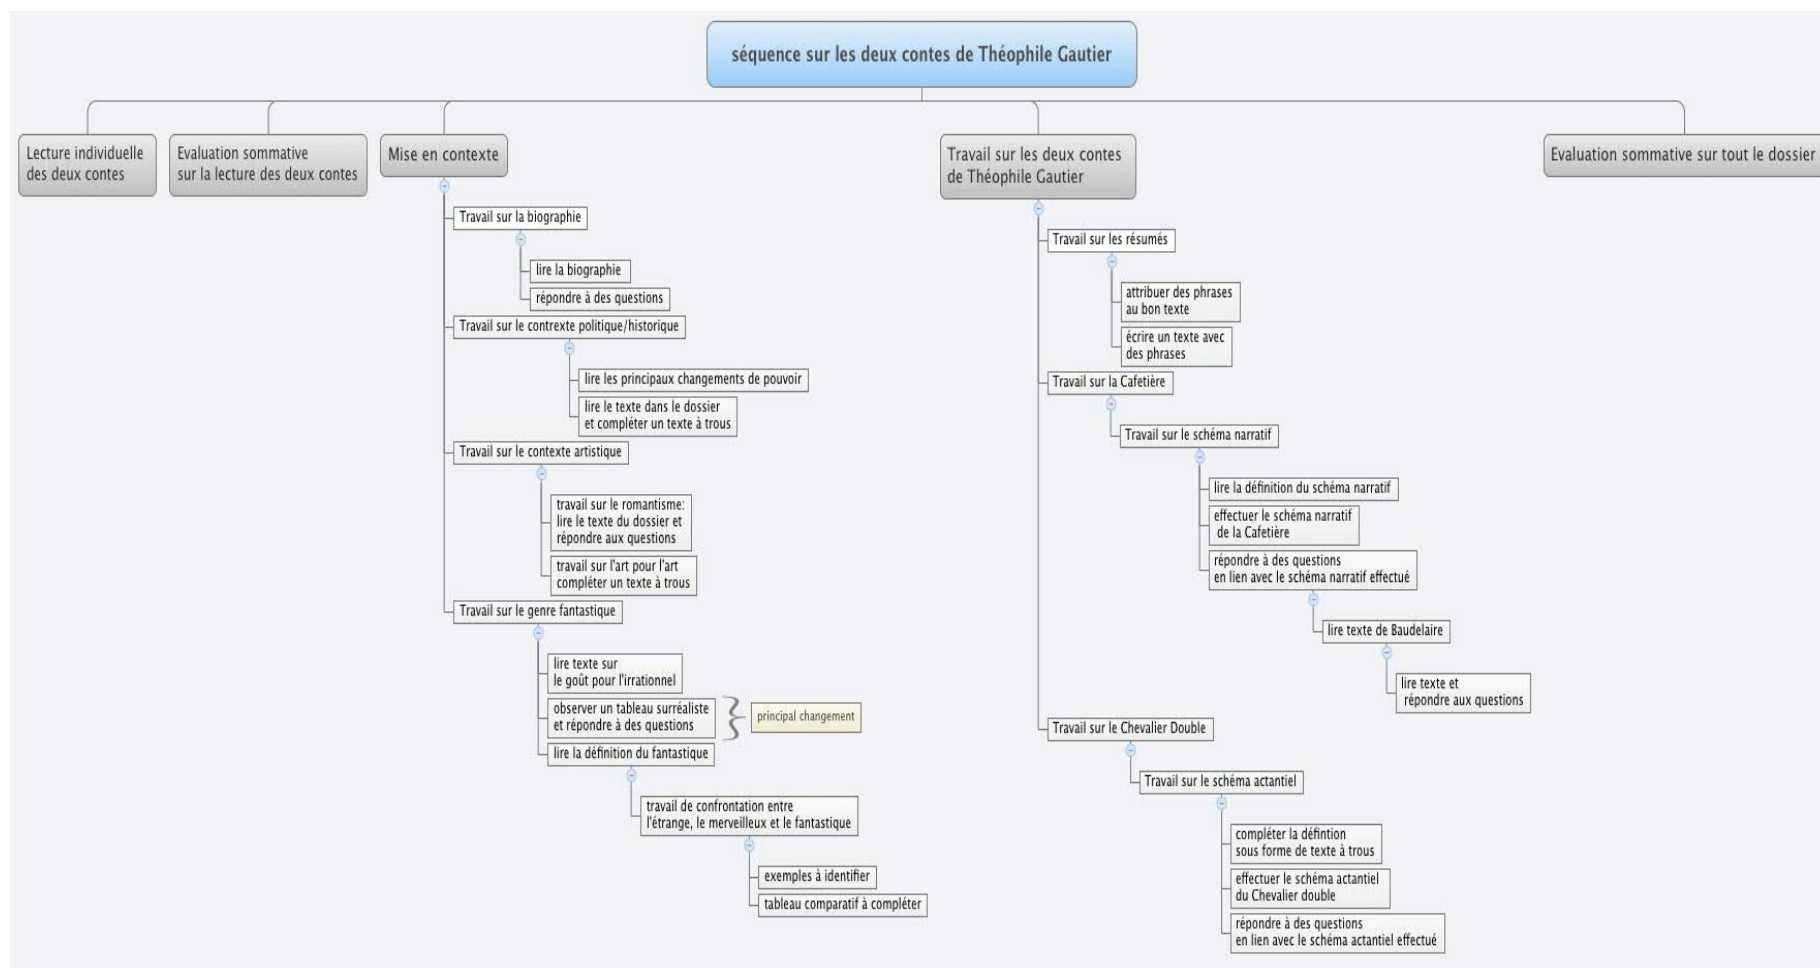 séquence sur les deux contes de Théophile Gautier
Lecture individuelle
des deux contes
Evaluation sommative
sur la lecture des deux contes
Mise en contexte
Travail sur la biographie
lire la biographie
répondre à des questions
Travail sur le contrexte politique/historique
lire les principaux changements de pouvoir
lire le texte dans le dossier
et compléter un texte à trous
Travail sur le contexte artistique
travail sur le romantisme:
lire le texte du dossier et
répondre aux questions
travail sur l'art pour l'art
compléter un texte à trous
Travail sur le genre fantastique
lire texte sur
le goût pour l'irrationnel
observer un tableau surréaliste
et répondre à des questions
principal changement
lire la définition du fantastique
travail de confrontation entre
l'étrange, le merveilleux et le fantastique
exemples à identifier
tableau comparatif à compléter
Travail sur les deux contes
de Théophile Gautier
Travail sur les résumés
attribuer des phrases
au bon texte
écrire un texte avec
des phrases
Travail sur la Cafetière
Travail sur le schéma narratif
lire la définition du schéma narratif
effectuer le schéma narratif
de la Cafetière
répondre à des questions
en lien avec le schéma narratif effectué
lire texte de Baudelaire
lire texte et
répondre aux questions
Travail sur le Chevalier Double
Travail sur le schéma actantiel
compléter la défintion
sous forme de texte à trous
effectuer le schéma actantiel
du Chevalier double
répondre à des questions
en lien avec le schéma actantiel effectué
Evaluation sommative sur tout le dossier